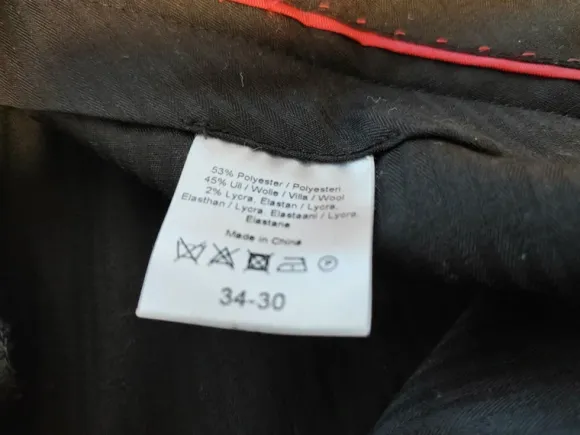 53% Polyester / Polyesteri
45% Ull / Wolle / Villa / Wool
2% Lycra, Elastan / Lycra,
Elasthan / Lycra, Elastaani / Lycra,
Elastane
Made in China
P
34-30